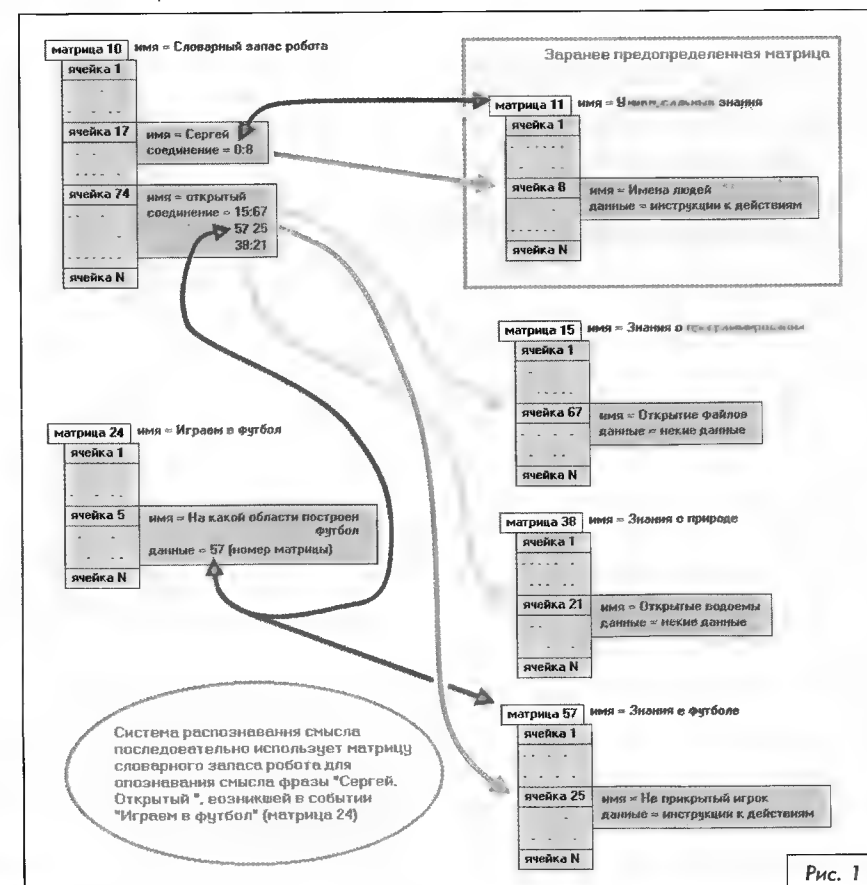 матрица 10 имя = Словарный запас робота
ячейка 1
ячейка 17 имя = Сергей
соединение = 0:8
ячейка 74 имя = открытый
соединение = 15:67
57 25
38:21
ячейка N
Заранее предопределенная матрица
матрица 11 имя = знания
ячейка 1
ячейка 8 имя = Имена людей
данные = инструкции к действиям
ячейка N
матрица 15 имя = Знания о
ячейка 1
ячейка 67 имя = Открытие файлов
данные = некие данные
ячейка N
матрица 24 имя = Играем в футбол
ячейка 1
ячейка 5 имя = На какой области построен
футбол
данные = 57 (номер матрицы)
ячейка N
матрица 38 имя = Знания о природе
ячейка 1
ячейка 21 имя = Открытые водоемы
данные = некие данные
ячейка N
матрица 57 имя = Знания о футболе
ячейка 1
ячейка 25 имя = Не прикрытый игрок
данные = инструкции к действиям
ячейка N
Система распознавания смысла
последовательно использует матрицу
словарного запаса робота для
опознавания смысла фразы "Сергей.
Открытый ", возникшей в событии
"Играем в футбол" (матрица 24)
Рис. 1